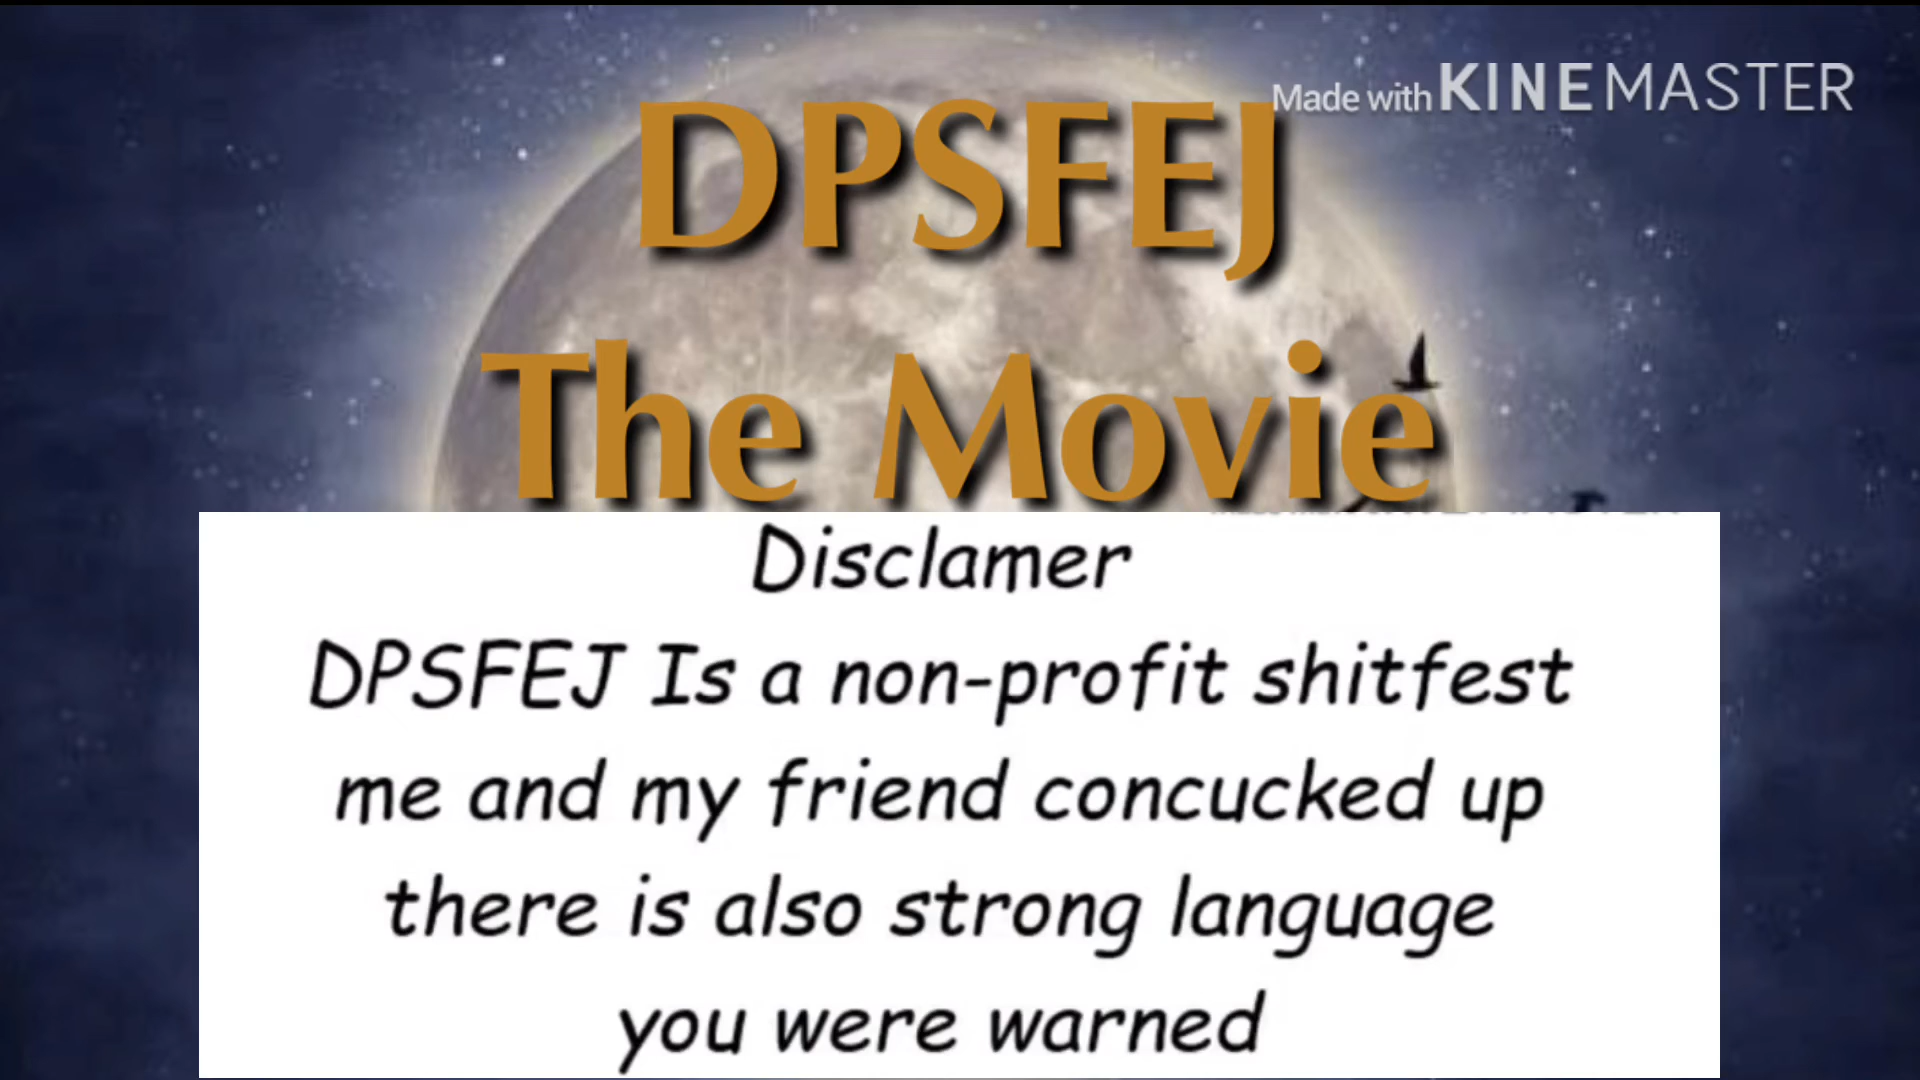 Made with KINEMASTER
DPSFEJ
The Movie
Disclamer
DPSFEJ Is a non-profit shitfest
me and my friend concucked up
there is also strong language
you were warned